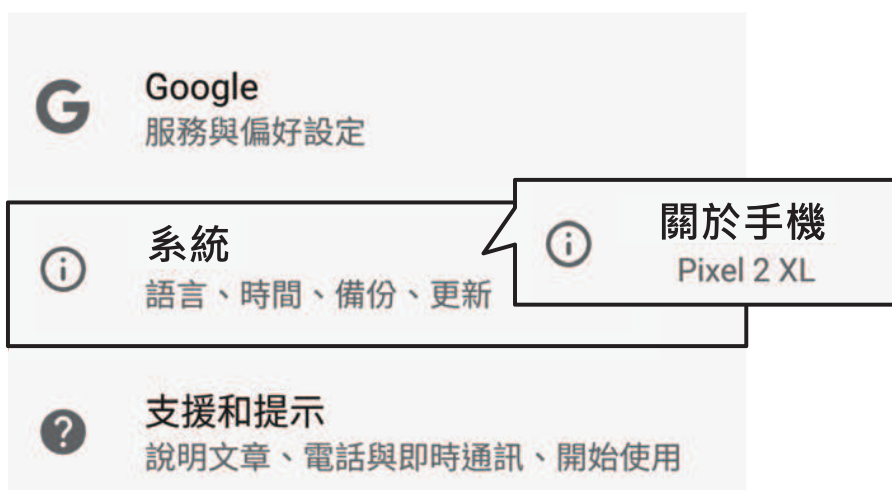 Google
服務與偏好設定
系統
語言、時間、備份、更新
關於手機
Pixel 2 XL
支援和提示
說明文章、電話與即時通訊、開始使用